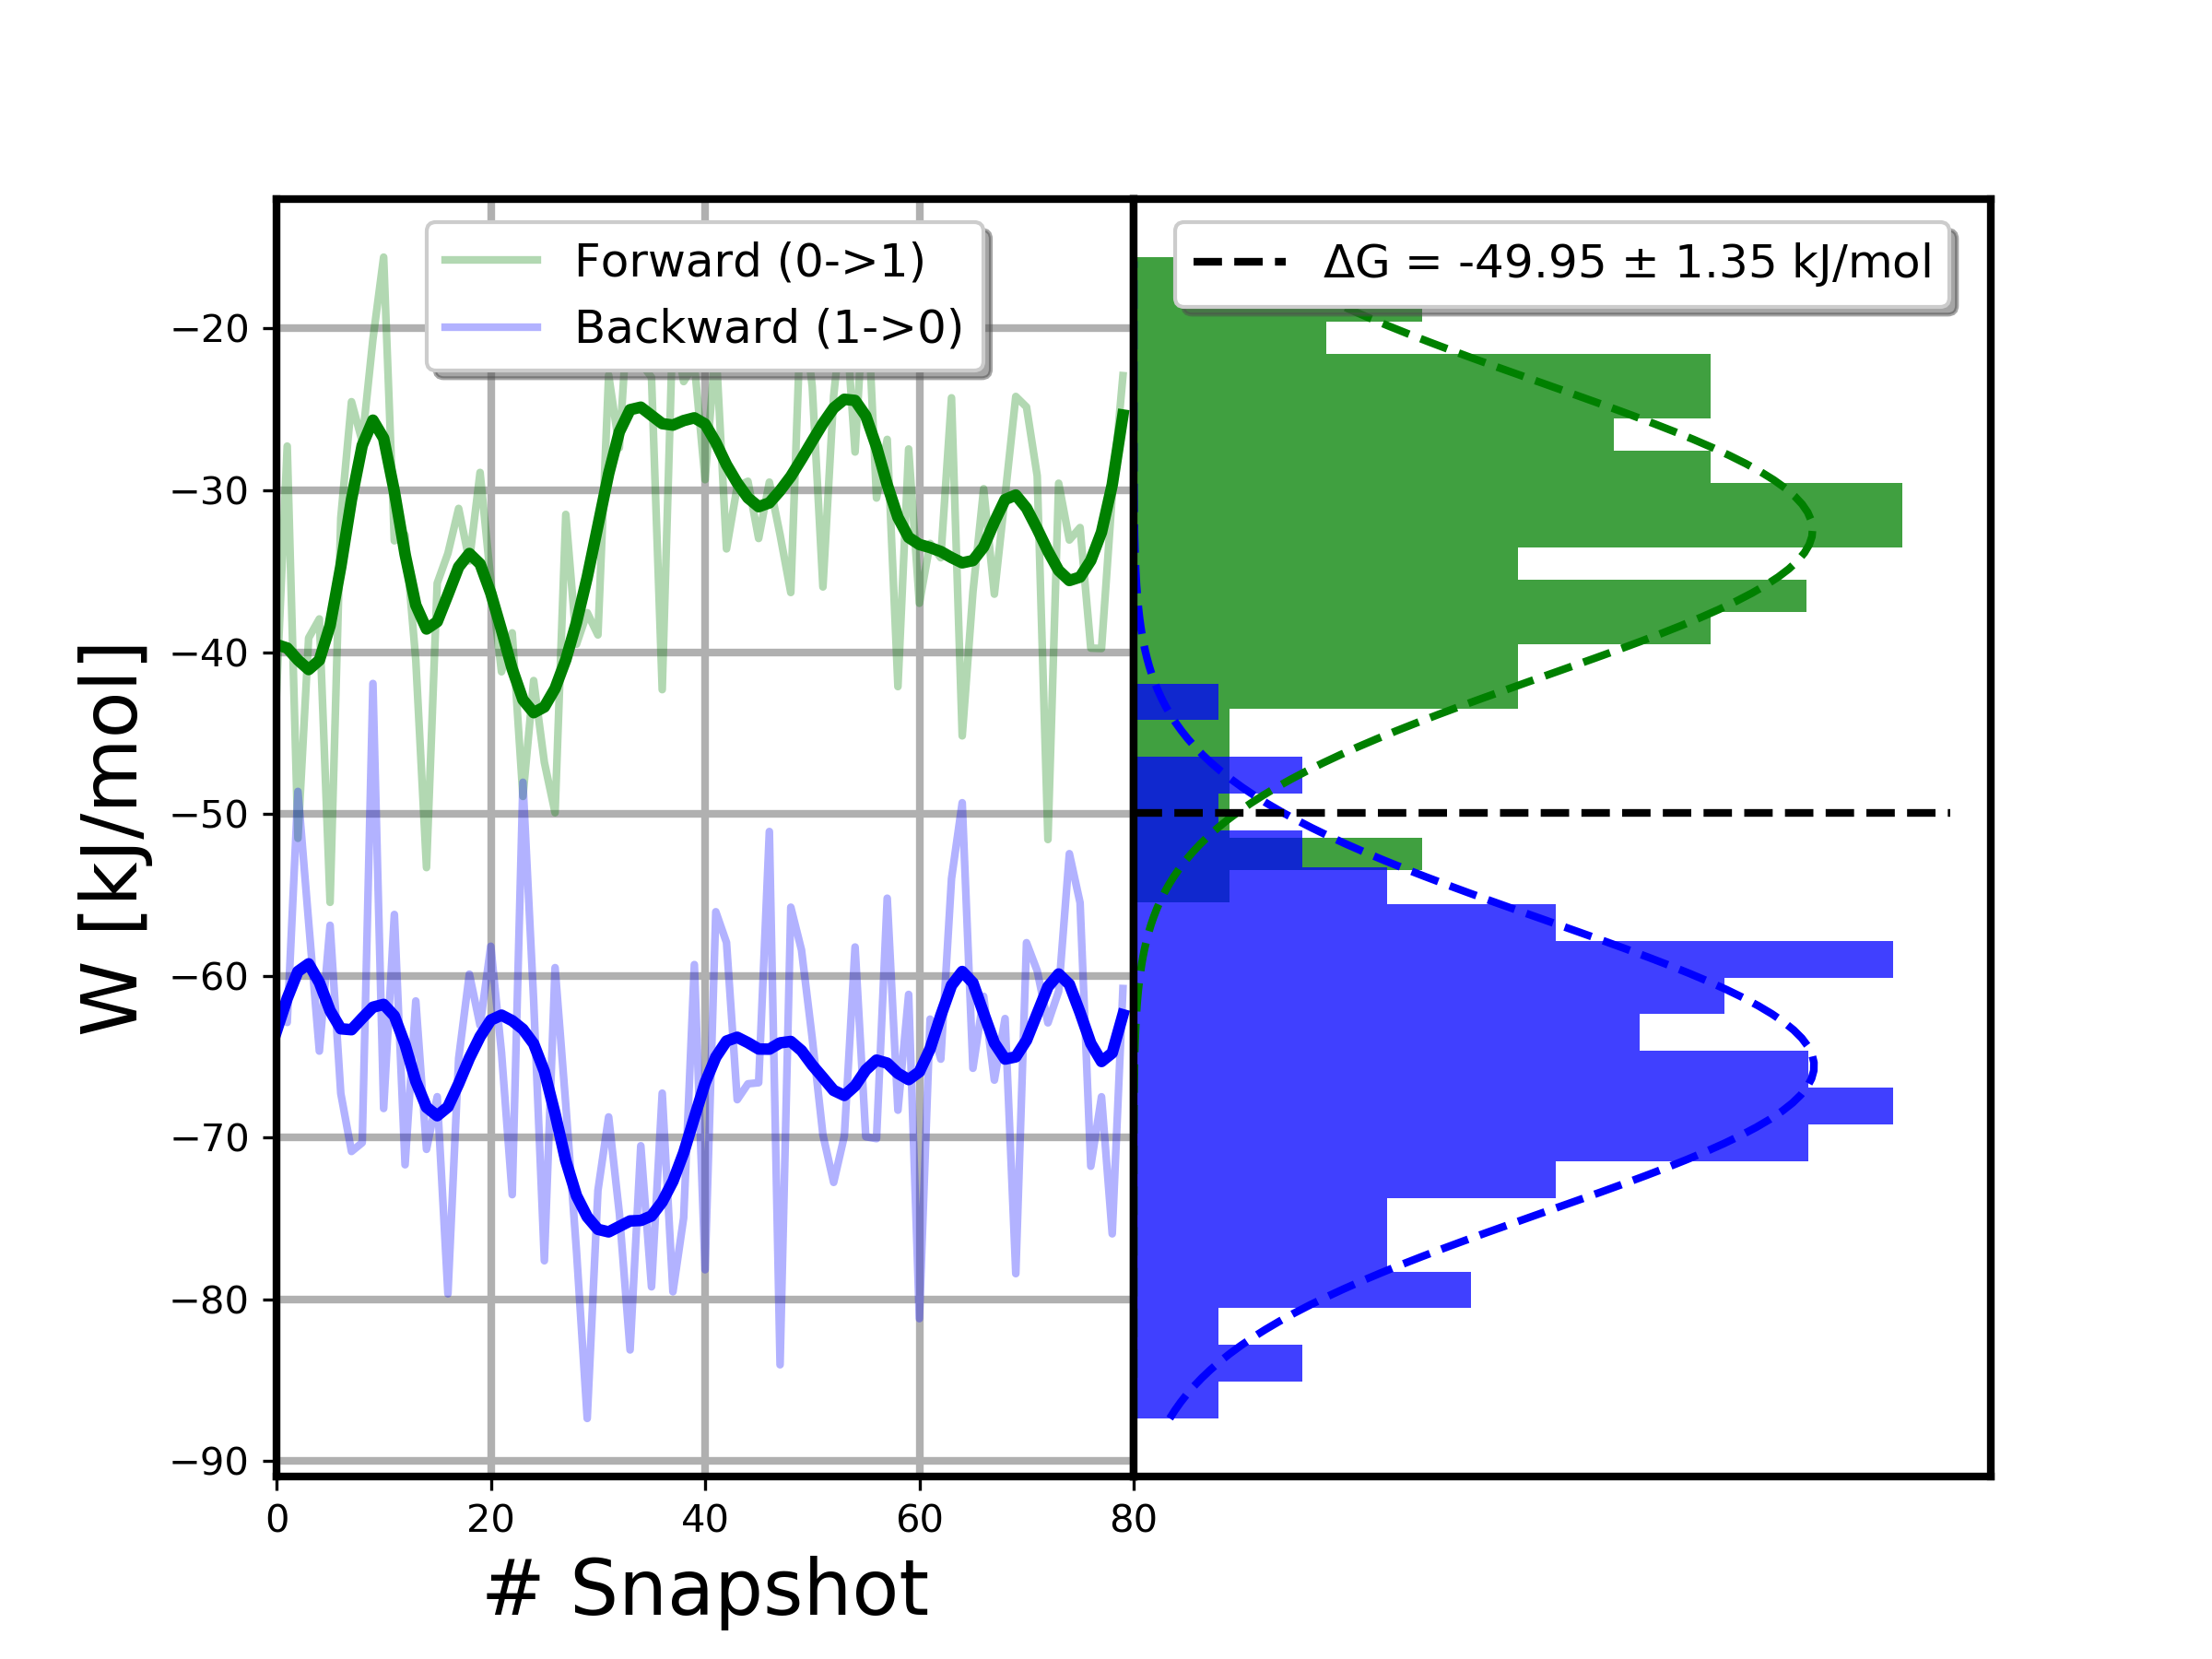 Forward (0->1)
Backward (1->0)
ΔG = -49.95 ± 1.35 kJ/mol
W [kJ/mol]
−20
−30
−40
−50
−60
−70
−80
−90
0 20 40 60 80
# Snapshot